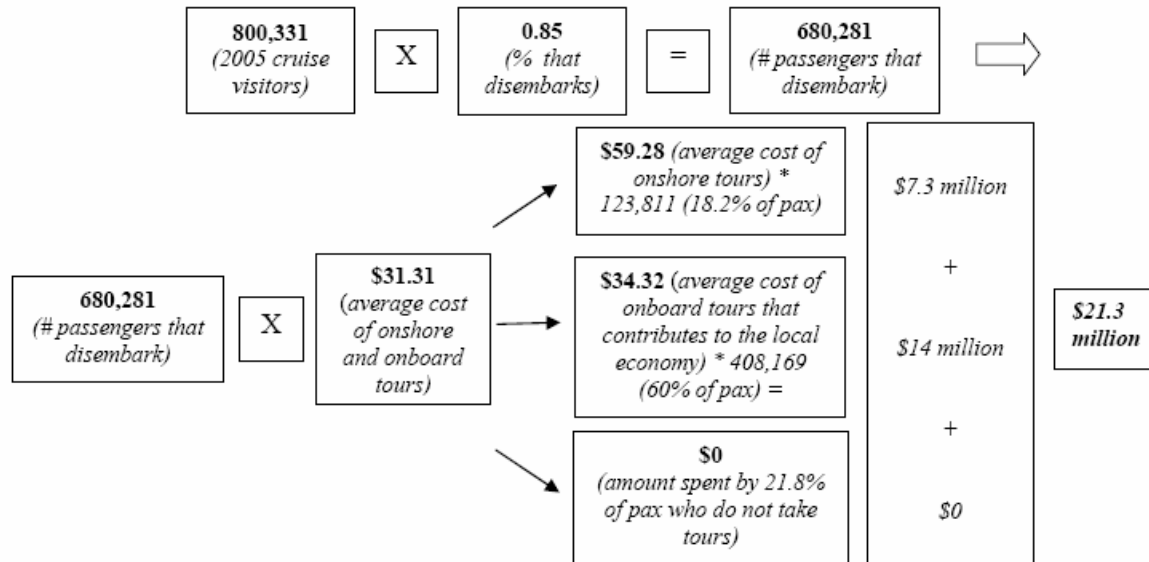 800,331
(2005 cruise
visitors)
X
0.85
(% that
disembarks)
=
680,281
(# passengers that
disembark)
680,281
(# passengers that
disembark)
X
$31.31
(average cost
of onshore
and onboard
tours)
$59.28 (average cost of
onshore tours) *
123,811 (18.2% of pax)
$34.32 (average cost of
onboard tours that
contributes to the local
economy) * 408,169
(60% of pax) =
$0
(amount spent by 21.8%
of pax who do not take
tours)
$7.3 million
+
$14 million
+
$0
$21.3
million